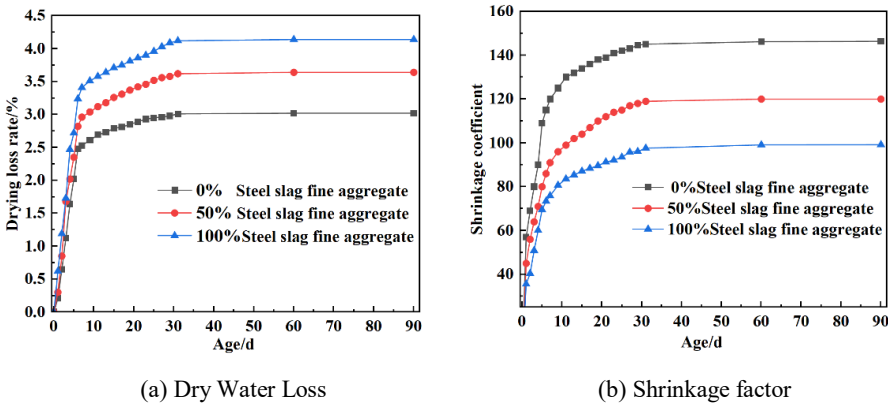 4.5
4.0
3.5
3.0
2.5
2.0
1.5
1.0
0.5
0.0
Drying loss rate/%
0% Steel slag fine aggregate
50% Steel slag fine aggregate
100%Steel slag fine aggregate
0 10 20 30 40 50 60 70 80 90
Age/d
(a) Dry Water Loss
160
140
120
100
80
60
40
Shrinkage coefficient
0%Steel slag fine aggregate
50%Steel slag fine aggregate
100%Steel slag fine aggregate
0 10 20 30 40 50 60 70 80 90
Age/d
(b) Shrinkage factor